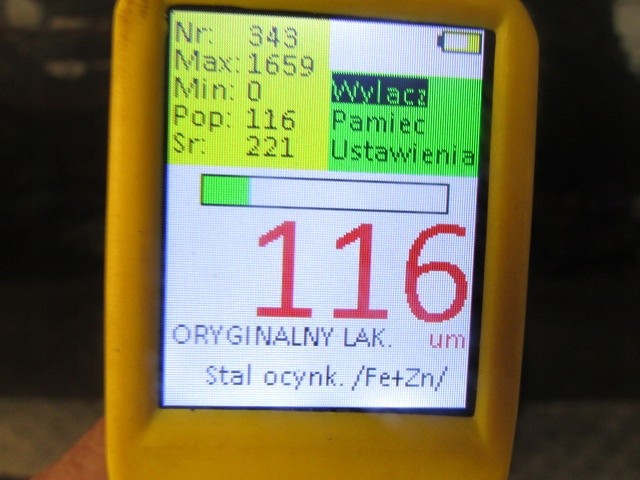 Nr: 343
Max: 1659
Min: 0
Pop: 116
Sr: 221
Wylacz
Pamiec
Ustawienia
116
ORYGINALNY LAK. um
Stal ocynk. /Fe+Zn/